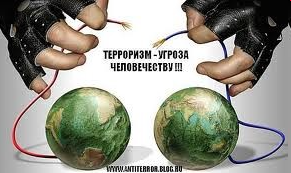 ТЕРРОРИЗМ - УГРОЗА
ЧЕЛОВЕЧЕСТВУ !!!
WWW.ANTITERROR.BLOG.RU